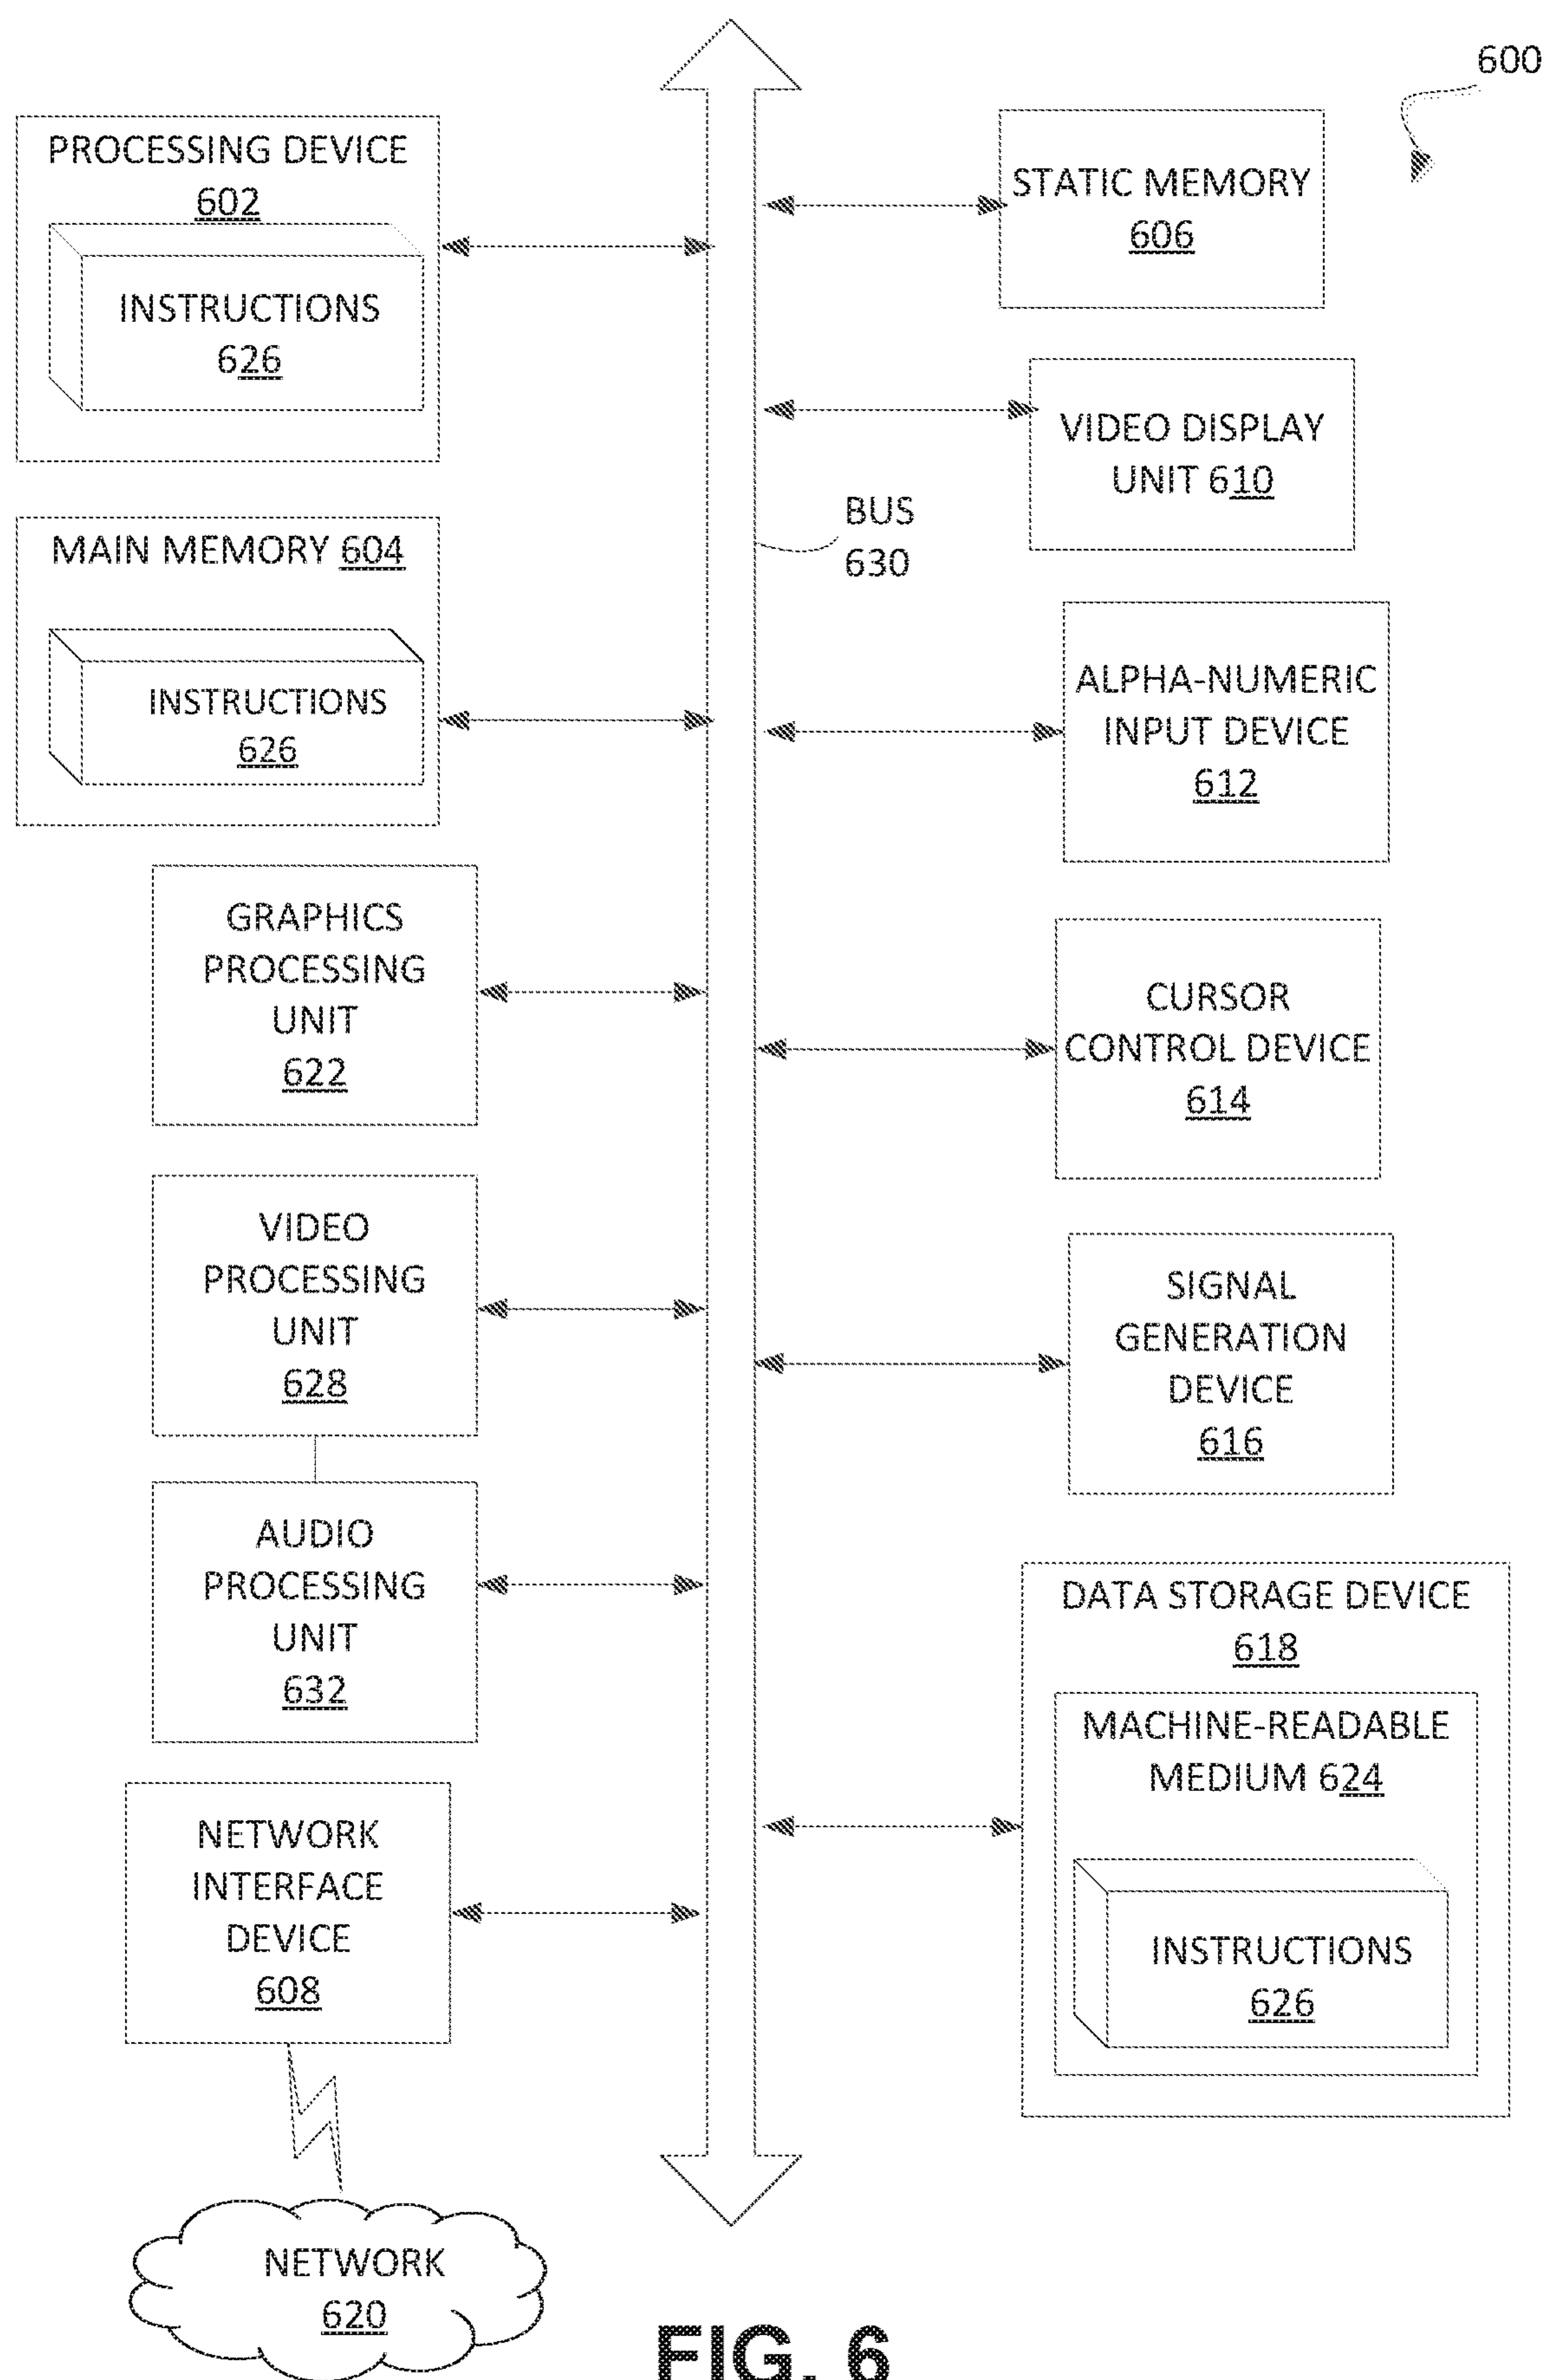 600
PROCESSING DEVICE
602
INSTRUCTIONS
626
MAIN MEMORY 604
INSTRUCTIONS
626
GRAPHICS
PROCESSING
UNIT
622
VIDEO
PROCESSING
UNIT
628
AUDIO
PROCESSING
UNIT
632
NETWORK
INTERFACE
DEVICE
608
NETWORK
620
BUS
630
STATIC MEMORY
606
VIDEO DISPLAY
UNIT 610
ALPHA-NUMERIC
INPUT DEVICE
612
CURSOR
CONTROL DEVICE
614
SIGNAL
GENERATION
DEVICE
616
DATA STORAGE DEVICE
618
MACHINE-READABLE
MEDIUM 624
INSTRUCTIONS
626
FIG. 6